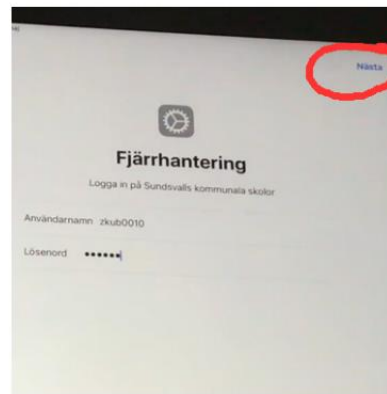 Nästa
Fjärrhantering
Logga in på Sundsvalls kommunala skolor
Användarnamn zkub0010
Lösenord ••••••